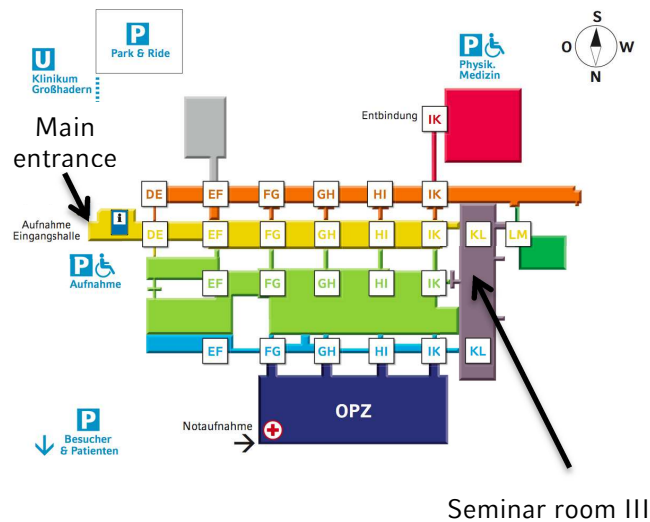 P
Park & Ride
U
Klinikum
Großhadern
P
Physik.
Medizin
S
O W
N
Main
entrance
Entbindung IK
DE EF FG GH HI IK
i
Aufnahme
Eingangshalle
DE EF FG GH HI IK KL LM
P
Aufnahme
EF FG GH HI IK
EF FG GH HI IK KL
OPZ
Notaufnahme
P
Besucher
& Patienten
Seminar room III